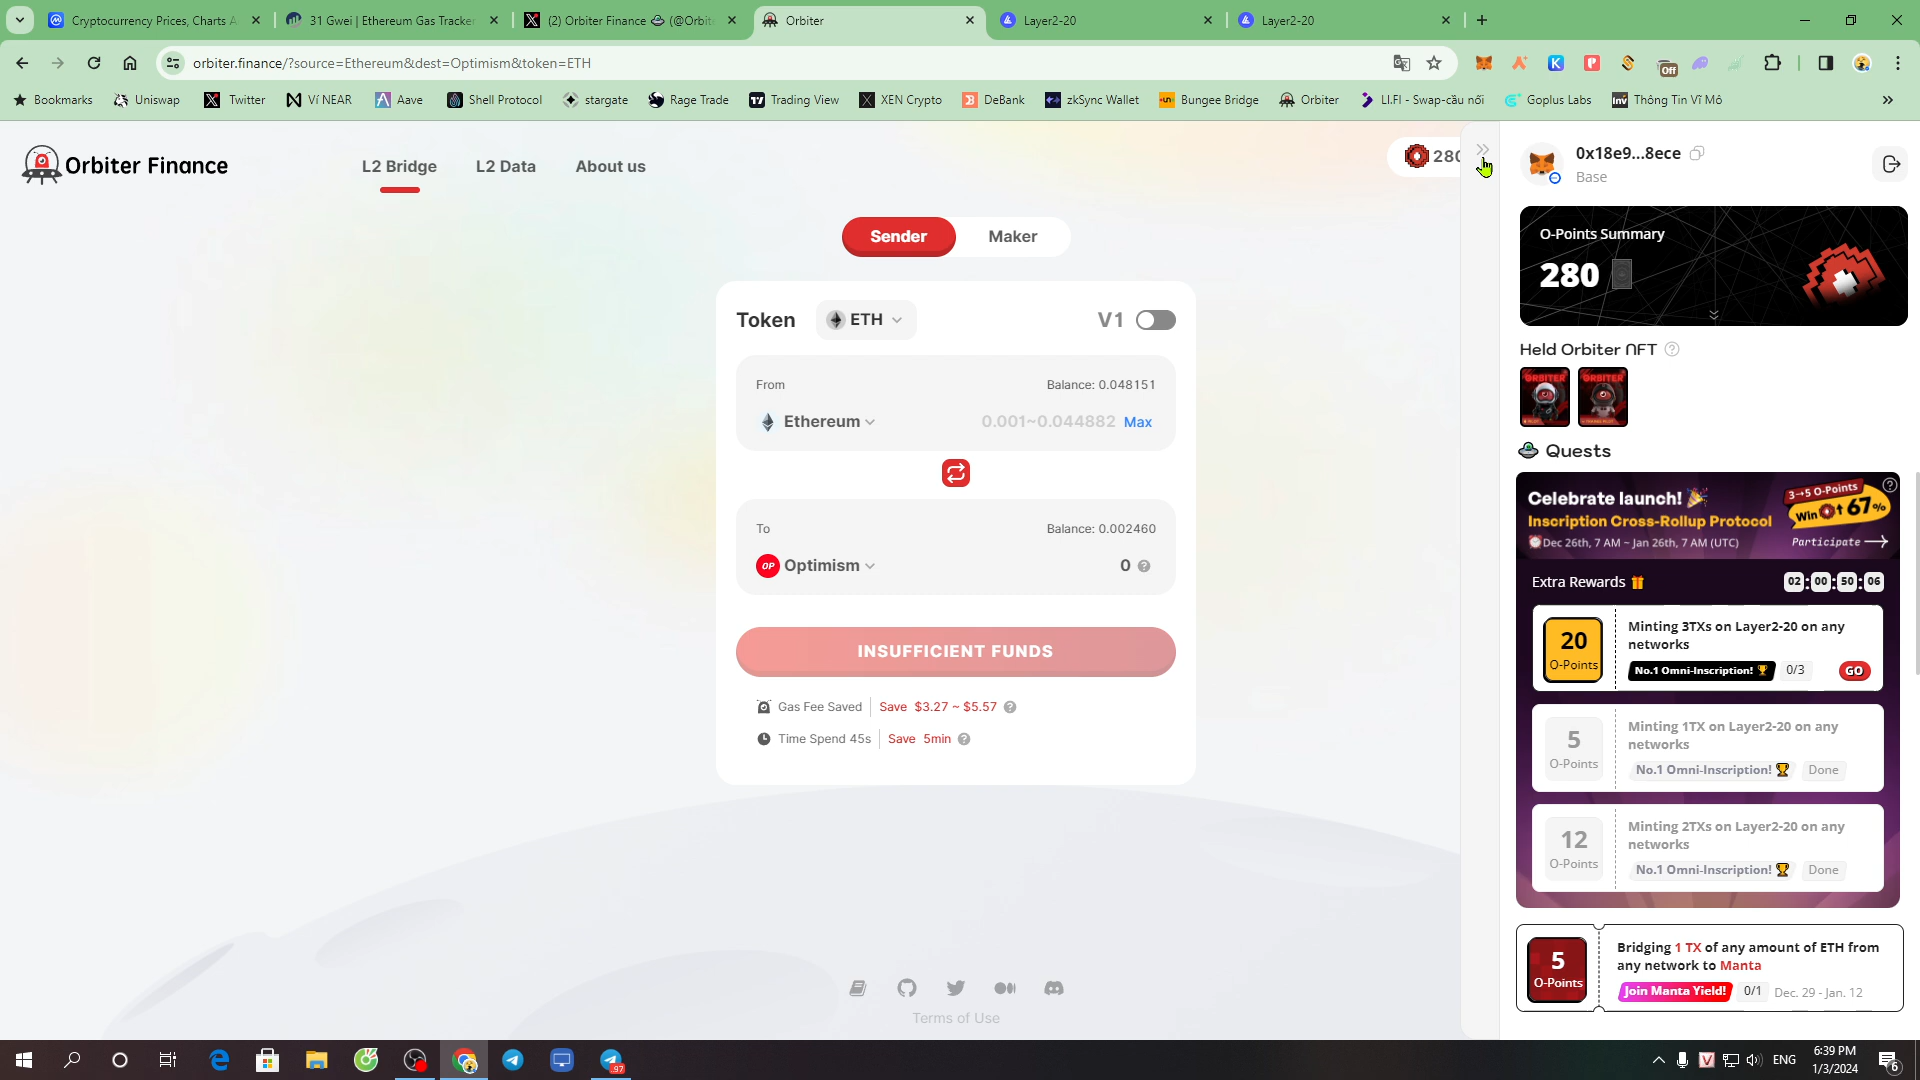 Cryptocurrency Prices, Charts A
31 Gwei | Ethereum Gas Tracker
(2) Orbiter Finance 🛸 (@Orbite
Orbiter
Layer2-20
Layer2-20
orbiter.finance/?source=Ethereum&dest=Optimism&token=ETH
Off
Bookmarks
Uniswap
Twitter
Ví NEAR
Aave
Shell Protocol
stargate
Rage Trade
Trading View
XEN Crypto
DeBank
zkSync Wallet
Bungee Bridge
Orbiter
LI.FI - Swap-cầu nối
Goplus Labs
Thông Tin Vĩ Mô
Orbiter Finance
L2 Bridge
L2 Data
About us
280
0x18e9...8ece
Base
Sender
Maker
O-Points Summary
280
Token
ETH
V1
Held Orbiter NFT
ORBITER
ORBITER
From
Balance: 0.048151
Ethereum
0.001~0.044882
Max
To
Balance: 0.002460
OP
Optimism
0
INSUFFICIENT FUNDS
Gas Fee Saved
Save $3.27 ~ $5.57
Time Spend 45s
Save 5min
Terms of Use
Quests
Celebrate launch! 🎉
Inscription Cross-Rollup Protocol
Dec 26th, 7 AM ~ Jan 26th, 7 AM (UTC)
3→5 O-Points
Win ↑ 67%
Participate →
Extra Rewards 🎁
02:00:50:06
20
O-Points
Minting 3TXs on Layer2-20 on any
networks
No.1 Omni-Inscription! 🏆
0/3
GO
5
O-Points
Minting 1TX on Layer2-20 on any
networks
No.1 Omni-Inscription! 🏆
Done
12
O-Points
Minting 2TXs on Layer2-20 on any
networks
No.1 Omni-Inscription! 🏆
Done
5
O-Points
Bridging 1 TX of any amount of ETH from
any network to Manta
Join Manta Yield!
0/1
Dec. 29 - Jan. 12
97
ENG
6:39 PM
1/3/2024
6